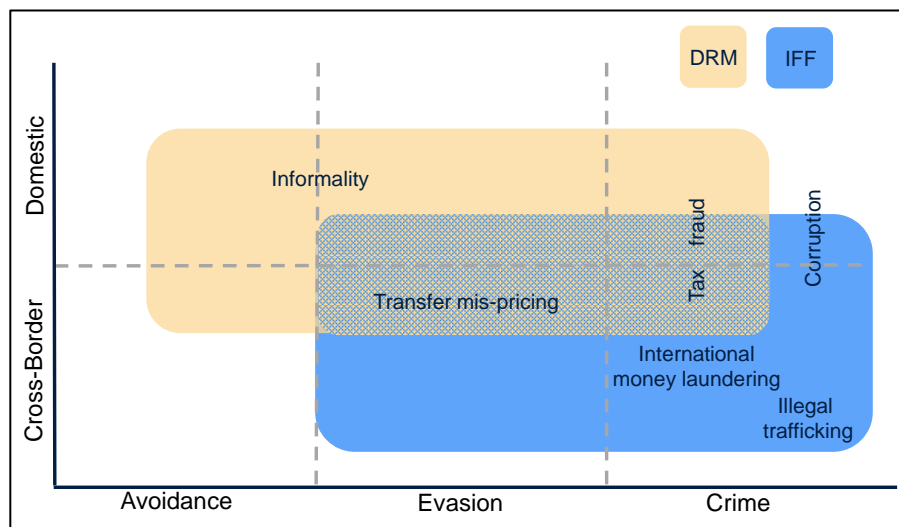 DRM
IFF
Domestic
Cross-Border
Informality
Tax fraud
Corruption
Transfer mis-pricing
International
money laundering
Illegal
trafficking
Avoidance
Evasion
Crime